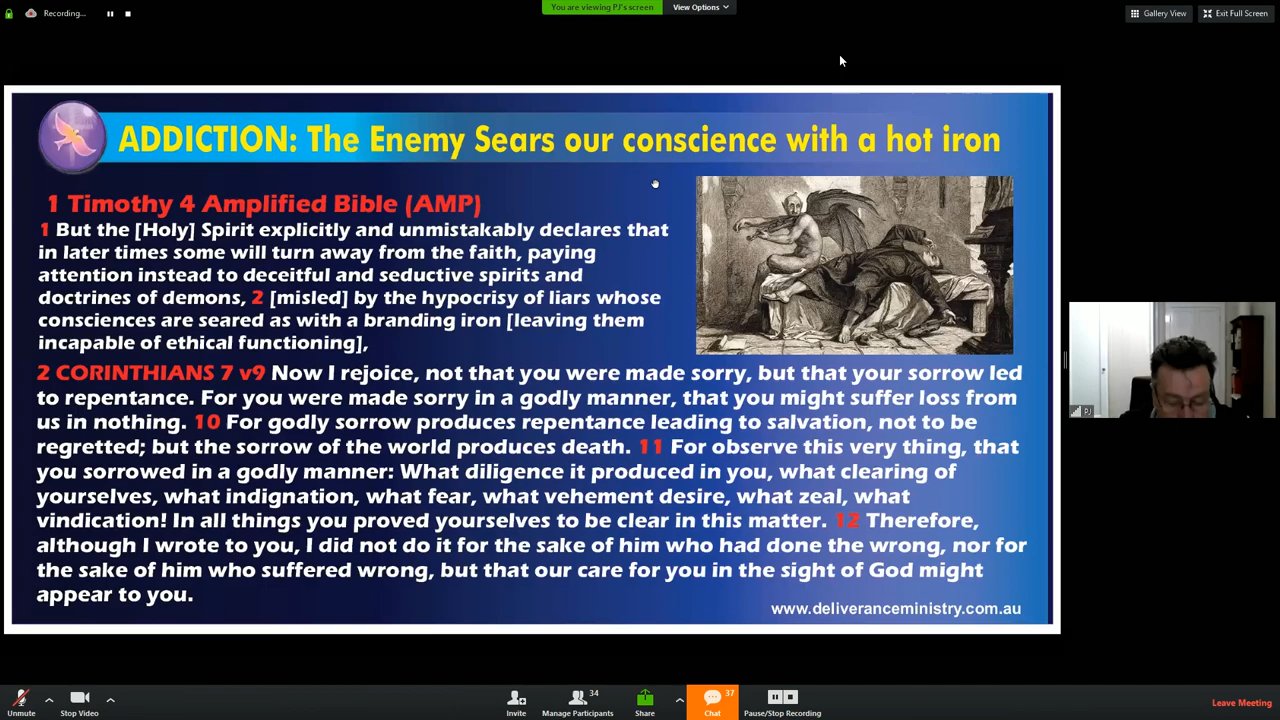 Recording...
You are viewing PJ's screen
View Options
Gallery View
Exit Full Screen
ADDICTION: The Enemy Sears our conscience with a hot iron
1 Timothy 4 Amplified Bible (AMP)
1 But the [Holy] Spirit explicitly and unmistakably declares that
in later times some will turn away from the faith, paying
attention instead to deceitful and seductive spirits and
doctrines of demons, 2 [misled] by the hypocrisy of liars whose
consciences are seared as with a branding iron [leaving them
incapable of ethical functioning],
2 CORINTHIANS 7 v9 Now I rejoice, not that you were made sorry, but that your sorrow led
to repentance. For you were made sorry in a godly manner, that you might suffer loss from
us in nothing. 10 For godly sorrow produces repentance leading to salvation, not to be
regretted; but the sorrow of the world produces death. 11 For observe this very thing, that
you sorrowed in a godly manner: What diligence it produced in you, what clearing of
yourselves, what indignation, what fear, what vehement desire, what zeal, what
vindication! In all things you proved yourselves to be clear in this matter. 12 Therefore,
although I wrote to you, I did not do it for the sake of him who had done the wrong, nor for
the sake of him who suffered wrong, but that our care for you in the sight of God might
appear to you.
www.deliveranceministry.com.au
PJ
Unmute
Stop Video
Invite
34
Manage Participants
Share
37
Chat
Pause/Stop Recording
Leave Meeting